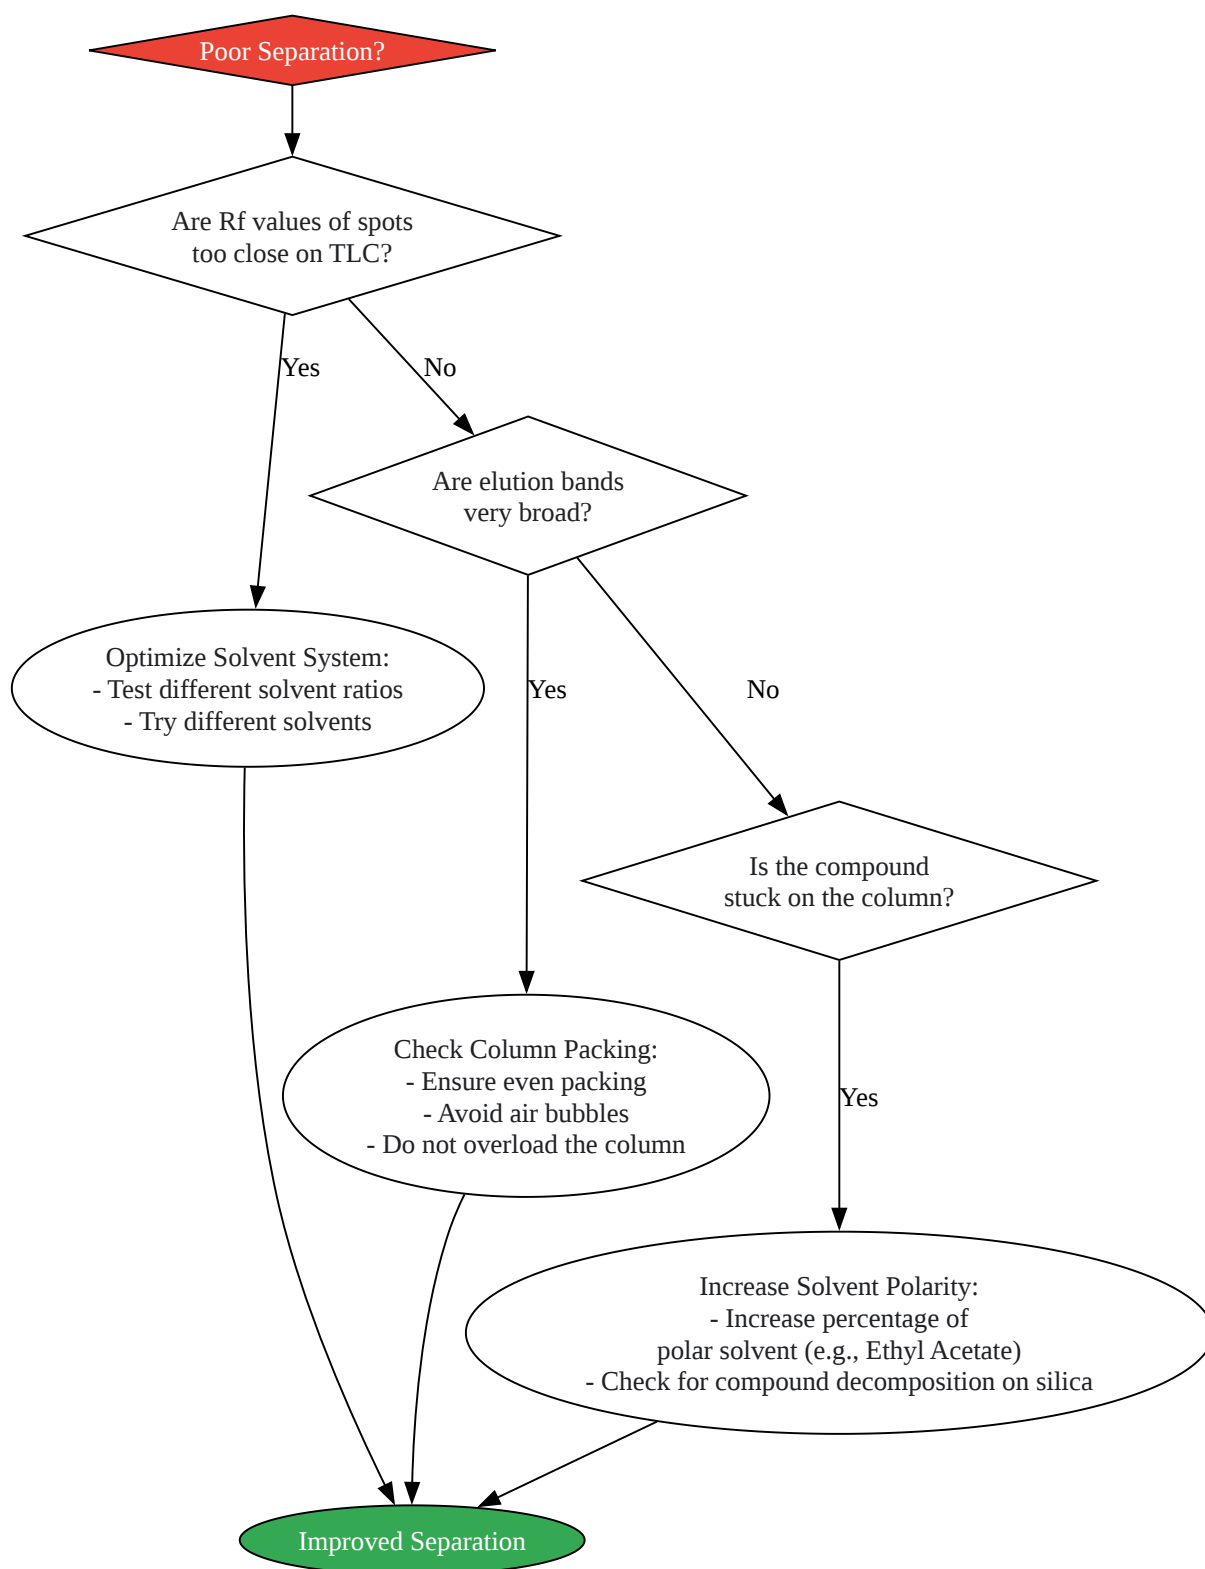 Poor Separation?
Are Rf values of spots
too close on TLC?
Yes
No
Are elution bands
very broad?
Optimize Solvent System:
- Test different solvent ratios
- Try different solvents
Yes
No
Is the compound
stuck on the column?
Check Column Packing:
- Ensure even packing
- Avoid air bubbles
- Do not overload the column
Yes
Increase Solvent Polarity:
- Increase percentage of
polar solvent (e.g., Ethyl Acetate)
- Check for compound decomposition on silica
Improved Separation